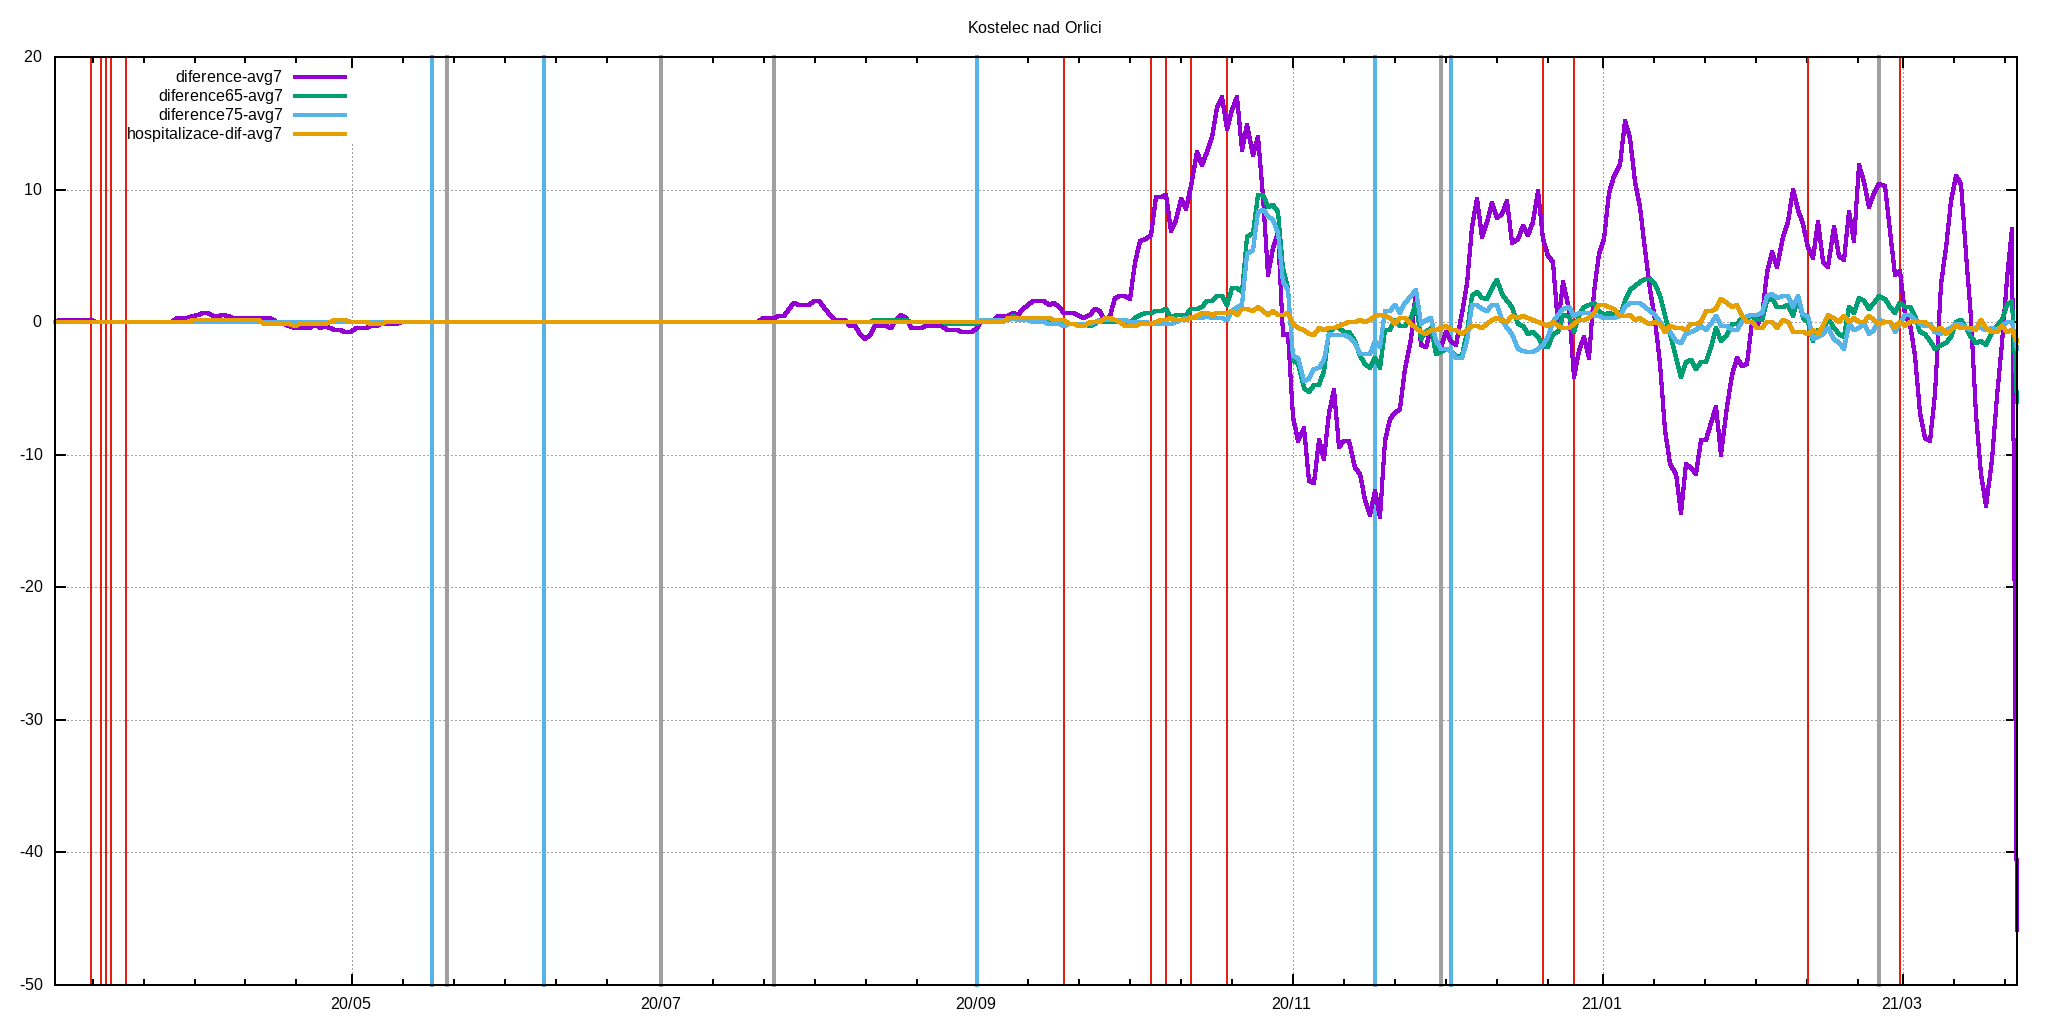 Kostelec nad Orlici
20
diference-avg7
diference65-avg7
diference75-avg7
hospitalizace-dif-avg7
10
0
-10
-20
-30
-40
-50
20/05 20/07 20/09 20/11 21/01 21/03